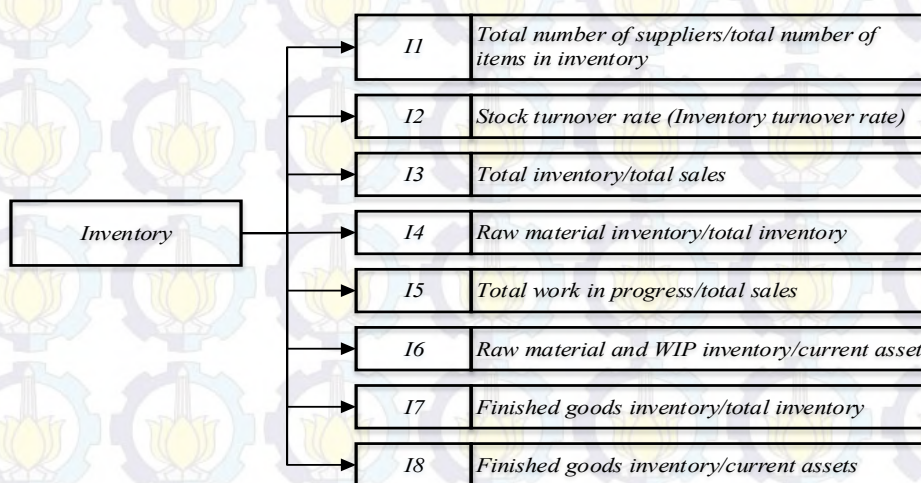 I1 Total number of suppliers/total number of
items in inventory
I2 Stock turnover rate (Inventory turnover rate)
I3 Total inventory/total sales
Inventory
I4 Raw material inventory/total inventory
I5 Total work in progress/total sales
I6 Raw material and WIP inventory/current asset
I7 Finished goods inventory/total inventory
I8 Finished goods inventory/current assets